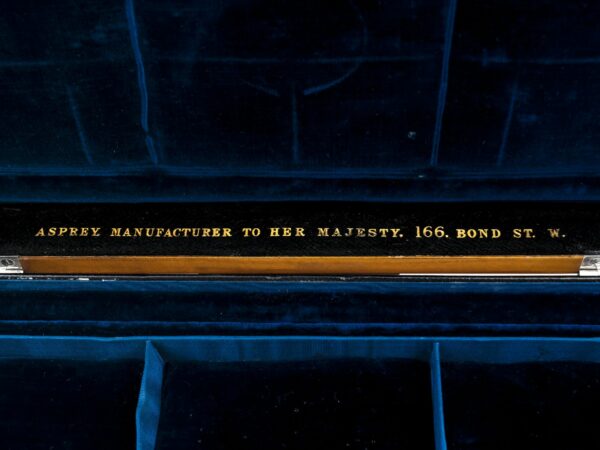 ASPREY. MANUFACTURER TO HER MAJESTY. 166. BOND ST. W.